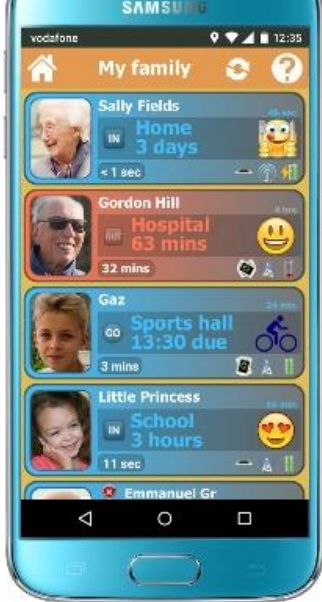 SAMSUNG
vodafone 12:35
My family ?
Sally Fields
IN Home
3 days
< 1 sec
Gordon Hill
OUT Hospital
63 mins
32 mins
Gaz
GO Sports hall
13:30 due
3 mins
Little Princess
IN School
3 hours
11 sec
Emmanuel Gr